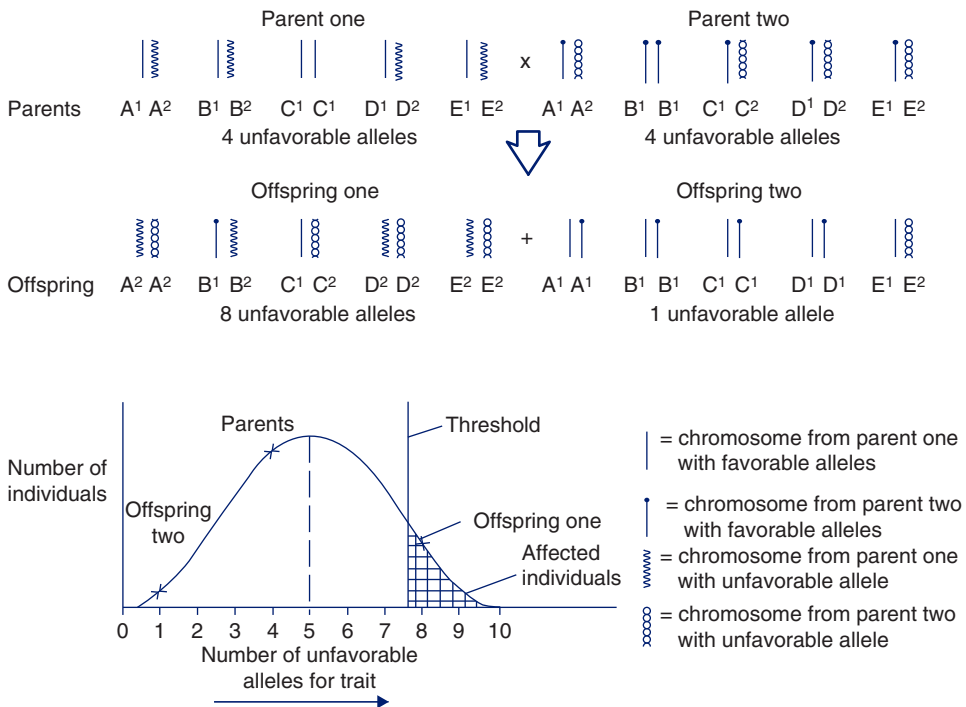 Parent one Parent two
x
Parents A¹ A² B¹ B² C¹ C¹ D¹ D² E¹ E² A¹ A² B¹ B¹ C¹ C² D¹ D² E¹ E²
4 unfavorable alleles 4 unfavorable alleles
Offspring one Offspring two
+
Offspring A² A² B¹ B² C¹ C² D² D² E² E² A¹ A¹ B¹ B¹ C¹ C¹ D¹ D¹ E¹ E²
8 unfavorable alleles 1 unfavorable allele
Number of
individuals
Parents
Offspring
two
Threshold
Offspring one
Affected
individuals
0 1 2 3 4 5 6 7 8 9 10
Number of unfavorable
alleles for trait
= chromosome from parent one
with favorable alleles
= chromosome from parent two
with favorable alleles
= chromosome from parent one
with unfavorable allele
= chromosome from parent two
with unfavorable allele